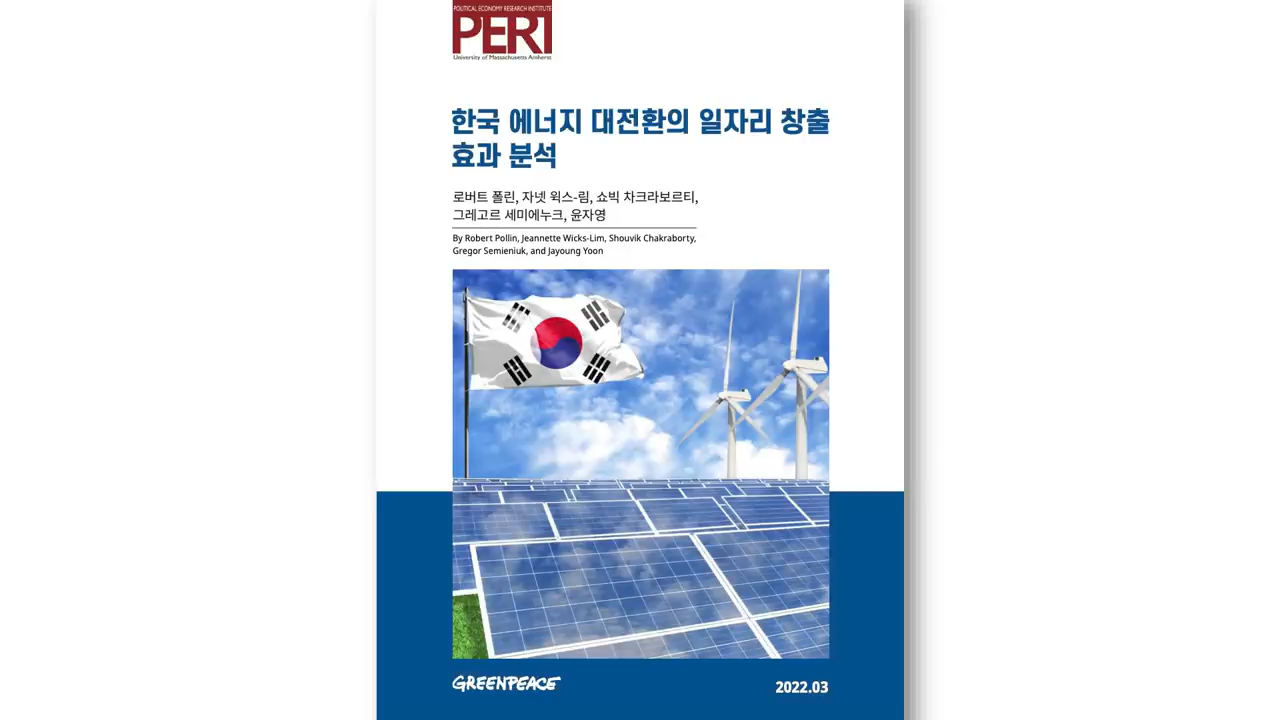 POLITICAL ECONOMY RESEARCH INSTITUTE
PERI
University of Massachusetts Amherst
한국 에너지 대전환의 일자리 창출
효과 분석
로버트 폴린, 자넷 윅스-림, 쇼빅 차크라보르티,
그레고르 세미에누크, 윤자영
By Robert Pollin, Jeannette Wicks-Lim, Shouvik Chakraborty,
Gregor Semieniuk, and Jayoung Yoon
GREENPEACE
2022.03